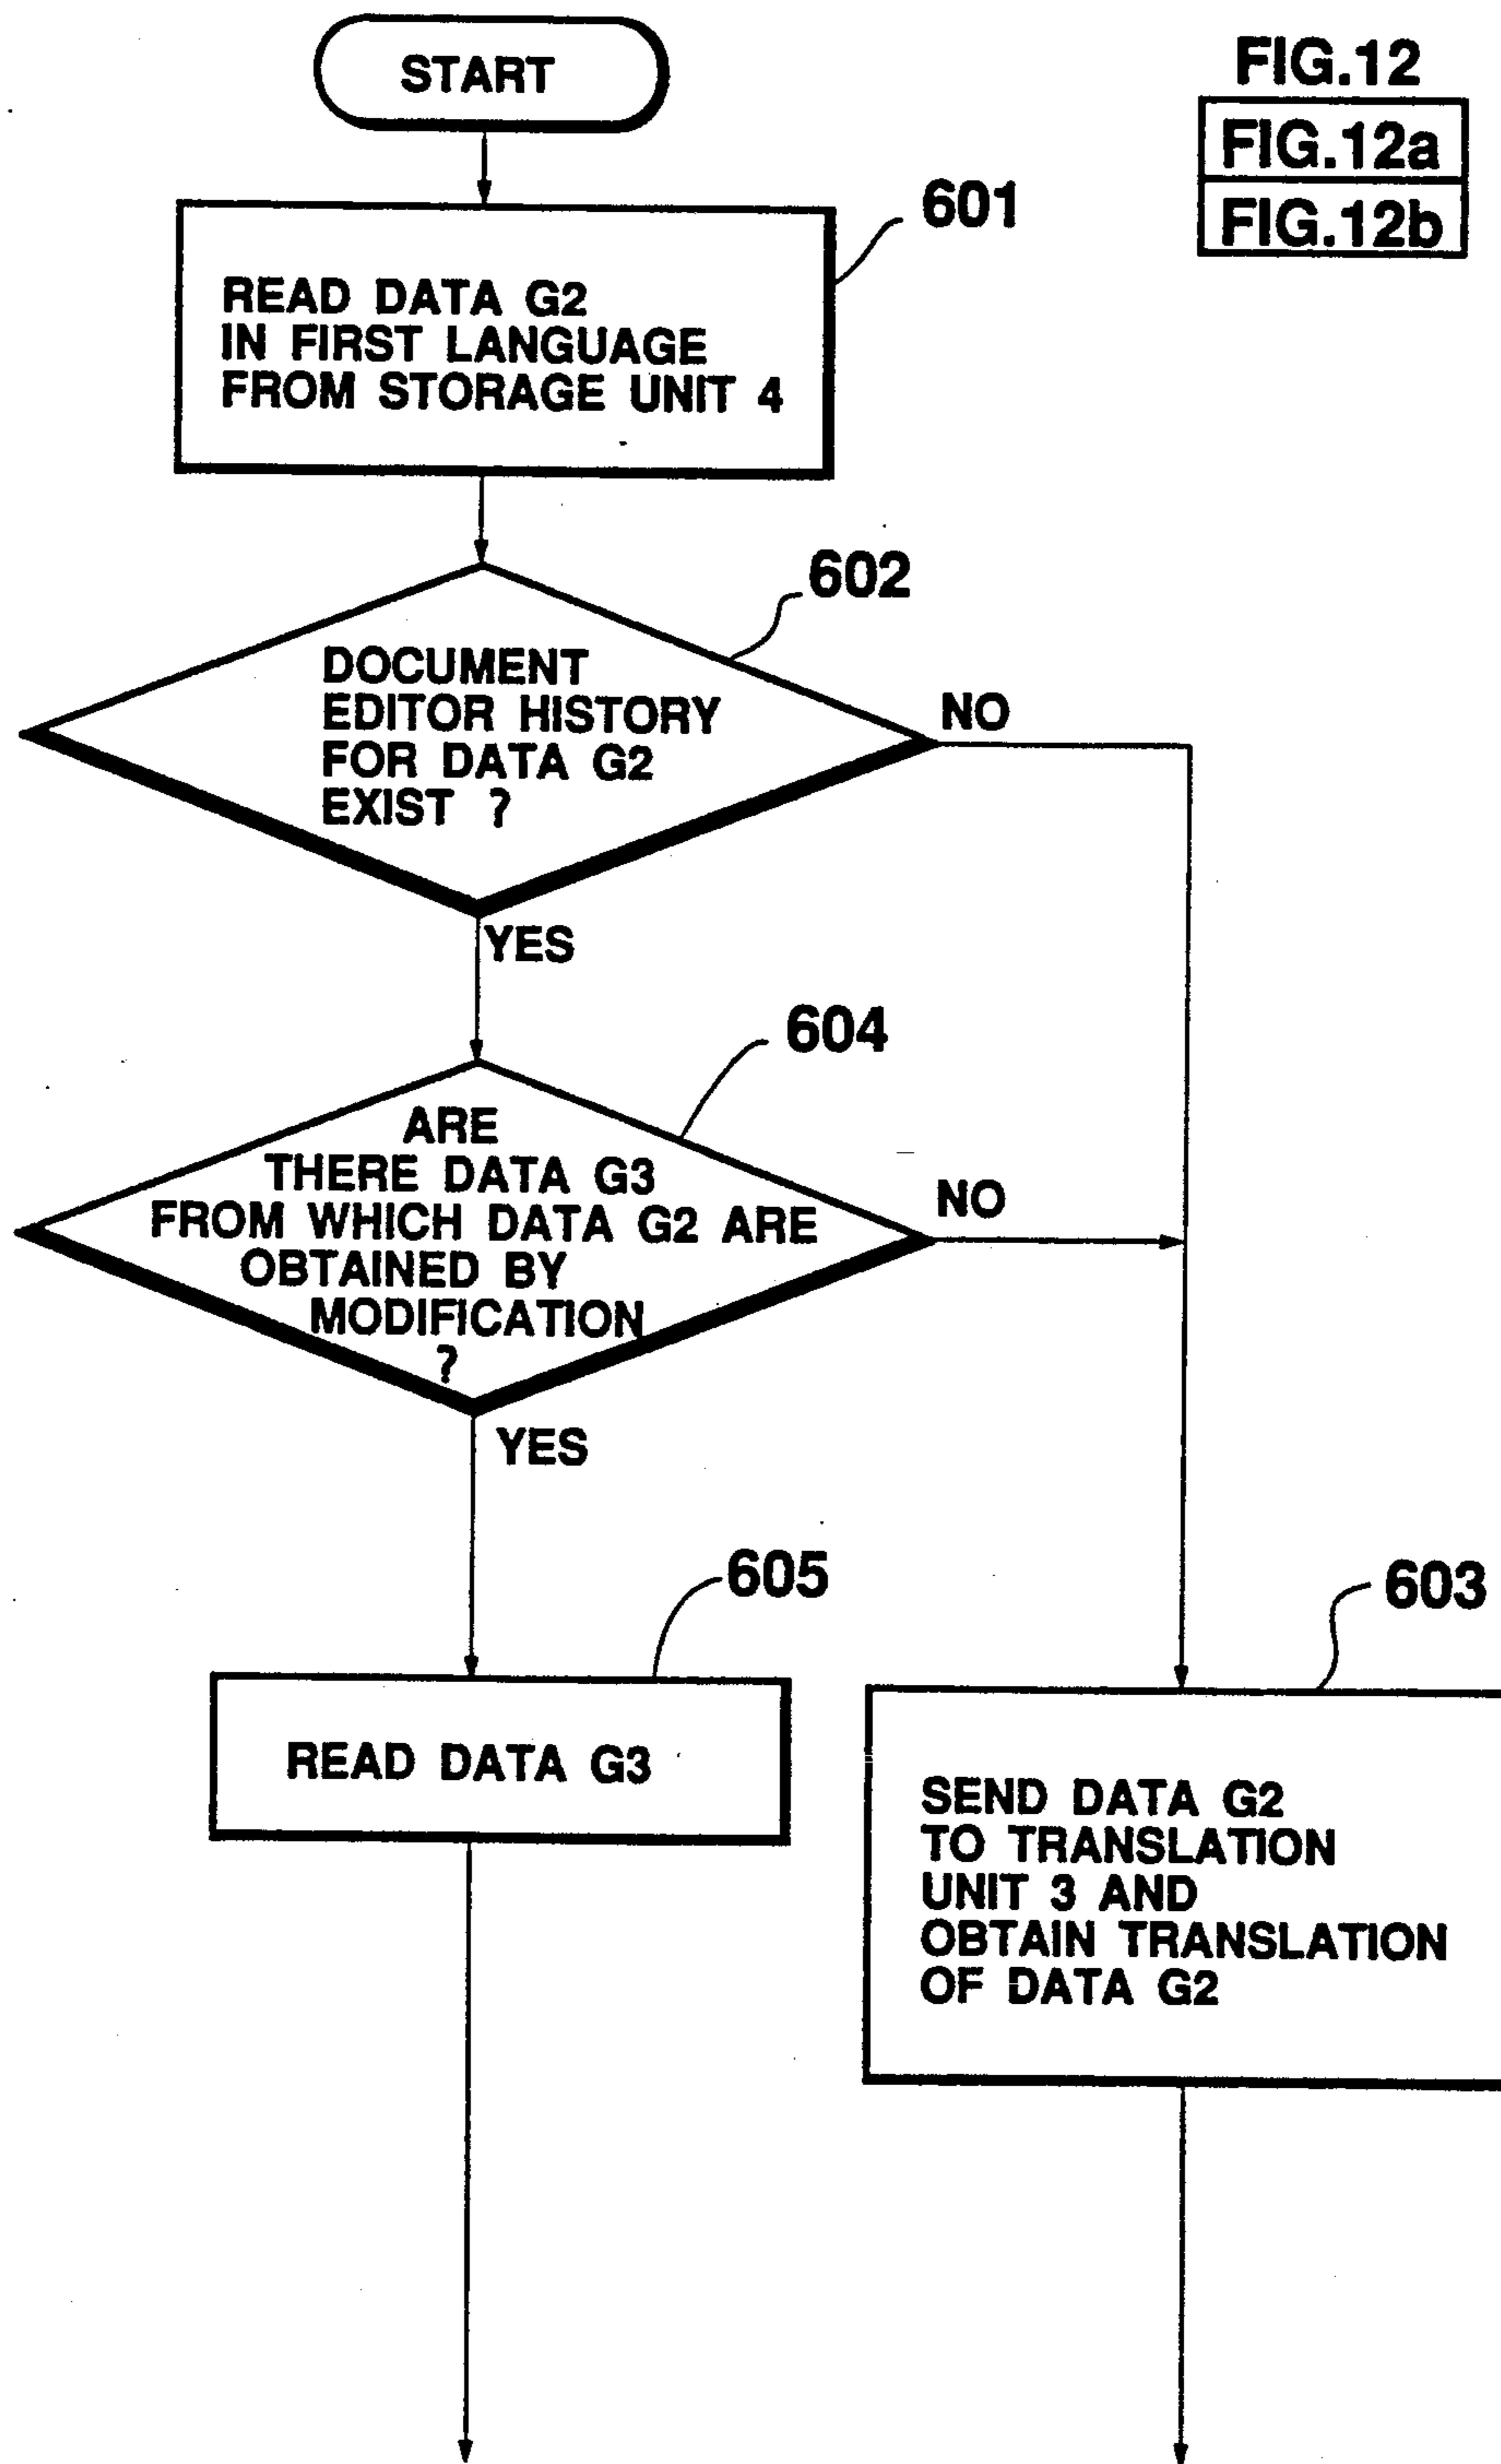 START
FIG.12
FIG.12a
FIG.12b
601
READ DATA G2
IN FIRST LANGUAGE
FROM STORAGE UNIT 4
602
DOCUMENT
EDITOR HISTORY
FOR DATA G2
EXIST ?
NO
YES
604
ARE
THERE DATA G3
FROM WHICH DATA G2 ARE
OBTAINED BY
MODIFICATION
?
NO
YES
605
READ DATA G3
603
SEND DATA G2
TO TRANSLATION
UNIT 3 AND
OBTAIN TRANSLATION
OF DATA G2